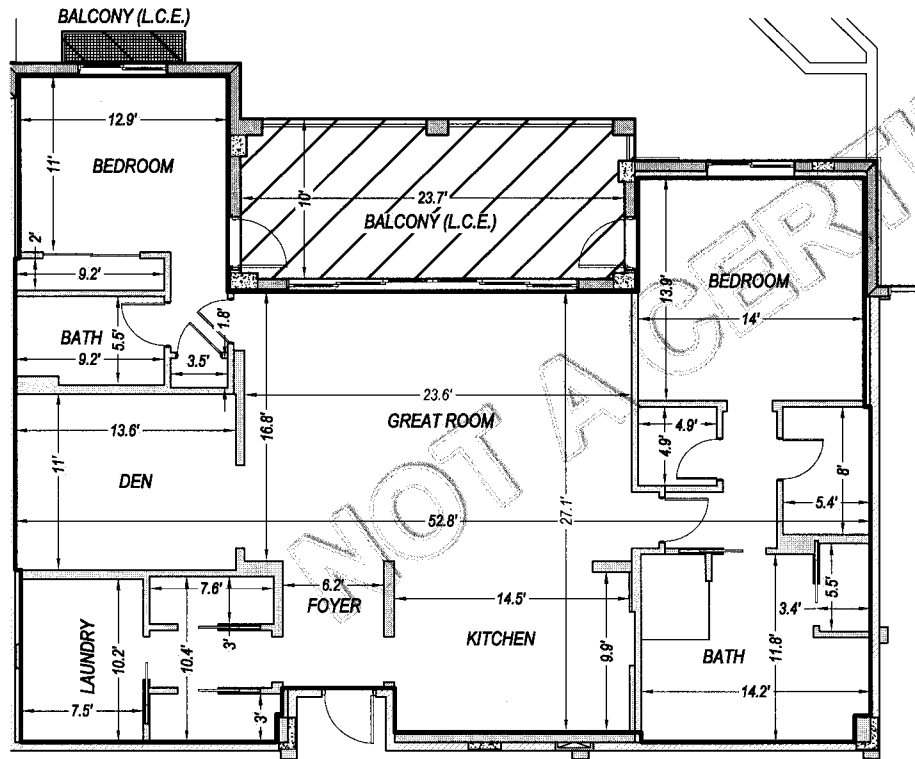 BALCONY (L.C.E.)
12.9'
11'
BEDROOM
2'
9.2'
10'
23.7'
BALCONY (L.C.E.)
BEDROOM
13.9'
14'
BATH
5.5'
9.2'
1.8'
3.5'
23.6'
GREAT ROOM
16.8'
13.6'
11'
DEN
4.9'
4.9'
8'
5.4'
52.8'
27.1'
NOT A CERTI
7.6'
3'
6.2'
FOYER
14.5'
KITCHEN
9.9'
5.5'
3.4'
LAUNDRY
10.2'
10.4'
7.5'
3'
BATH
11.8'
14.2'